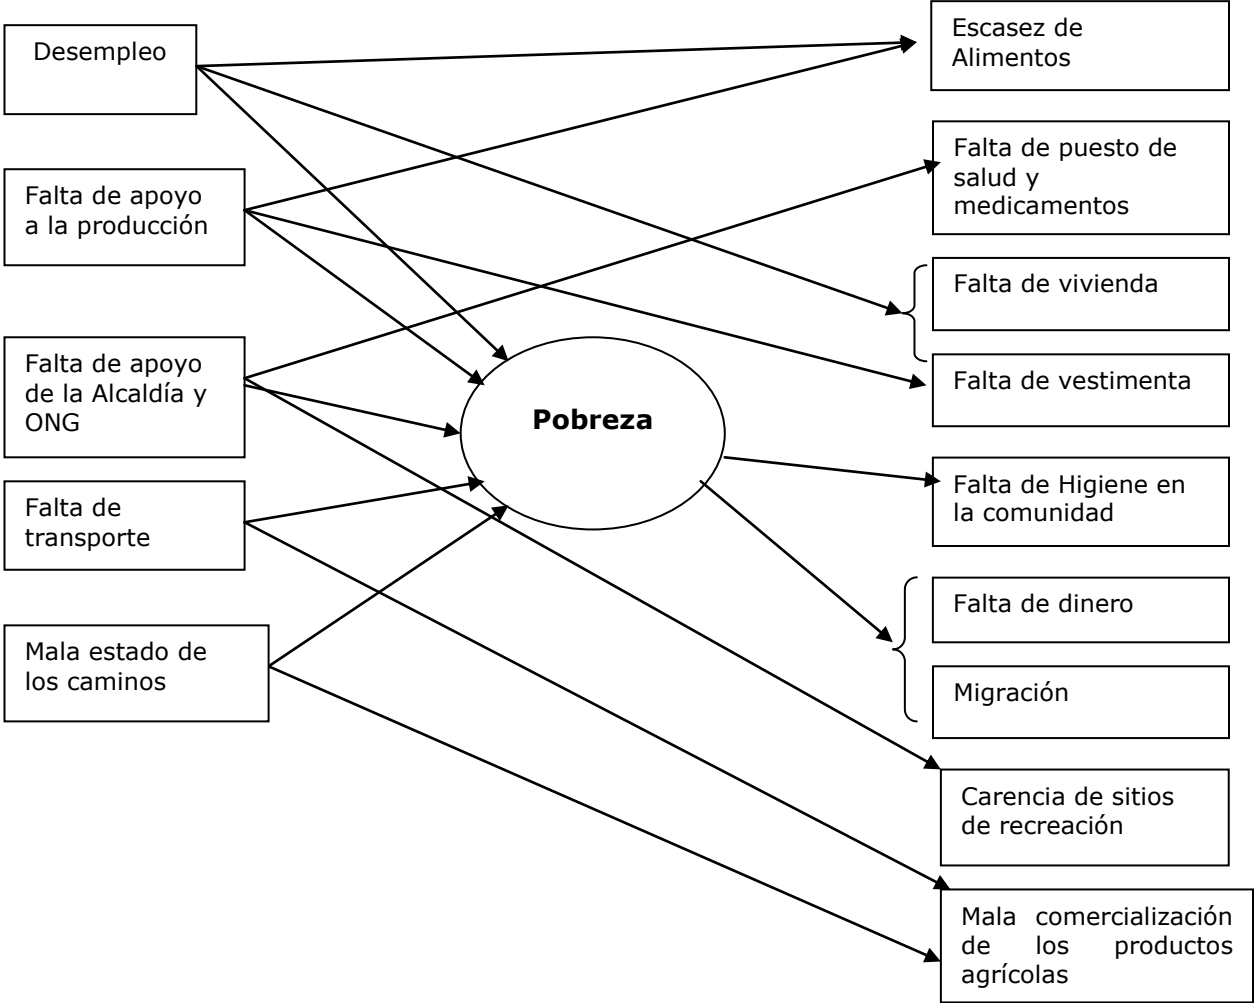 Desempleo
Falta de apoyo
a la producción
Falta de apoyo
de la Alcaldía y
ONG
Falta de
transporte
Mala estado de
los caminos
Pobreza
Escasez de
Alimentos
Falta de puesto de
salud y
medicamentos
Falta de vivienda
Falta de vestimenta
Falta de Higiene en
la comunidad
Falta de dinero
Migración
Carencia de sitios
de recreación
Mala comercialización
de los productos
agrícolas